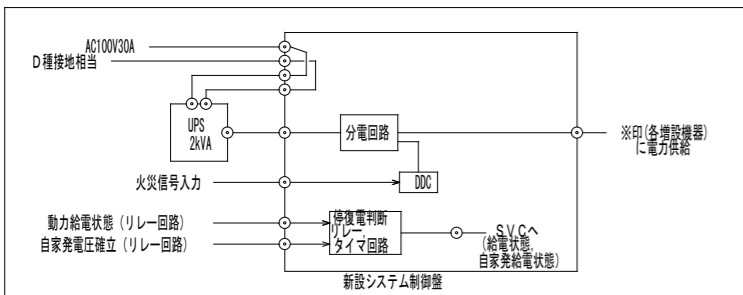 AC100V30A
D種接地相当
UPS
2kVA
分電回路
※印(各増設機器)
に電力供給
火災信号入力
DDC
動力給電状態 (リレー回路)
自家発電圧確立 (リレー回路)
停復電判断
リレー,
タイマ回路
SVCへ
(給電状態,
自家発給電状態)
新設システム制御盤